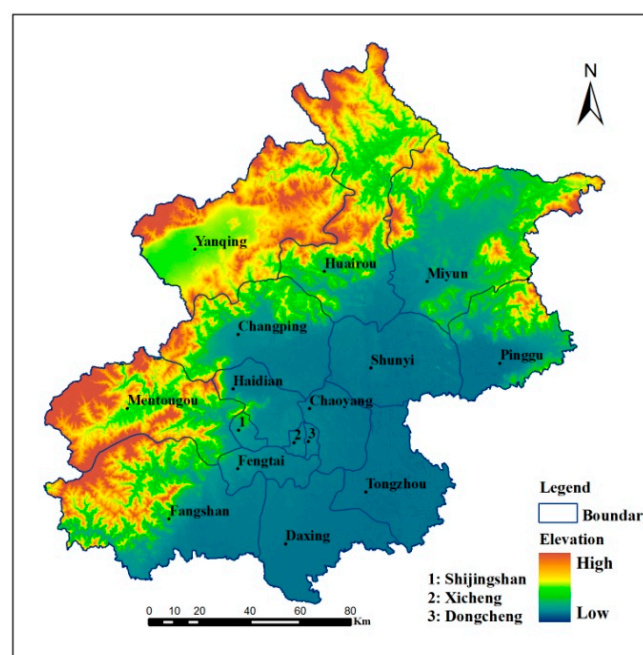 N
Yanqing
Huairou
Miyun
Changping
Shunyi
Pinggu
Haidian
Mentougou
Chaoyang
1
2
3
Fengtai
Tongzhou
Fangshan
Daxing
Legend
Boundar
Elevation
High
Low
1: Shijingshan
2: Xicheng
3: Dongcheng
0 10 20 40 60 80
Km